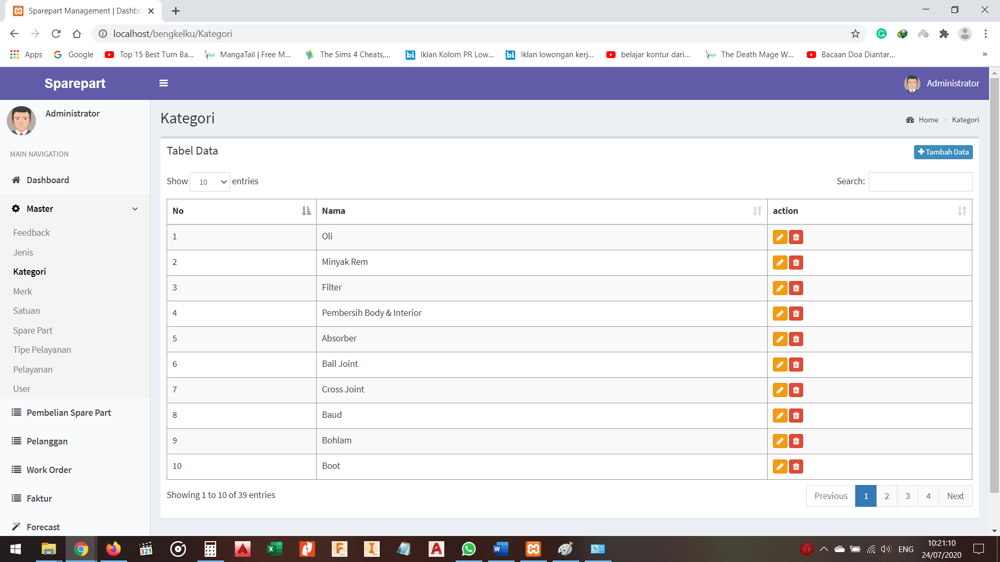 Sparepart Management | Dashbo
localhost/bengkelku/Kategori
Apps Google Top 15 Best Turn Ba... MangaTail | Free M... The Sims 4 Cheats,... Iklan Kolom PR Low... Iklan lowongan kerj... belajar kontur dari... The Death Mage W... Bacaan Doa Diantar... »
Sparepart
Administrator
Administrator
MAIN NAVIGATION
Dashboard
Master
Feedback
Jenis
Kategori
Merk
Satuan
Spare Part
Tipe Pelayanan
Pelayanan
User
Pembelian Spare Part
Pelanggan
Work Order
Faktur
Forecast
Kategori
Home > Kategori
Tabel Data
Tambah Data
Show 10 entries
Search:
No Nama action
1 Oli
2 Minyak Rem
3 Filter
4 Pembersih Body & Interior
5 Absorber
6 Ball Joint
7 Cross Joint
8 Baud
9 Bohlam
10 Boot
Showing 1 to 10 of 39 entries
Previous 1 2 3 4 Next
ENG
10:21:10
24/07/2020